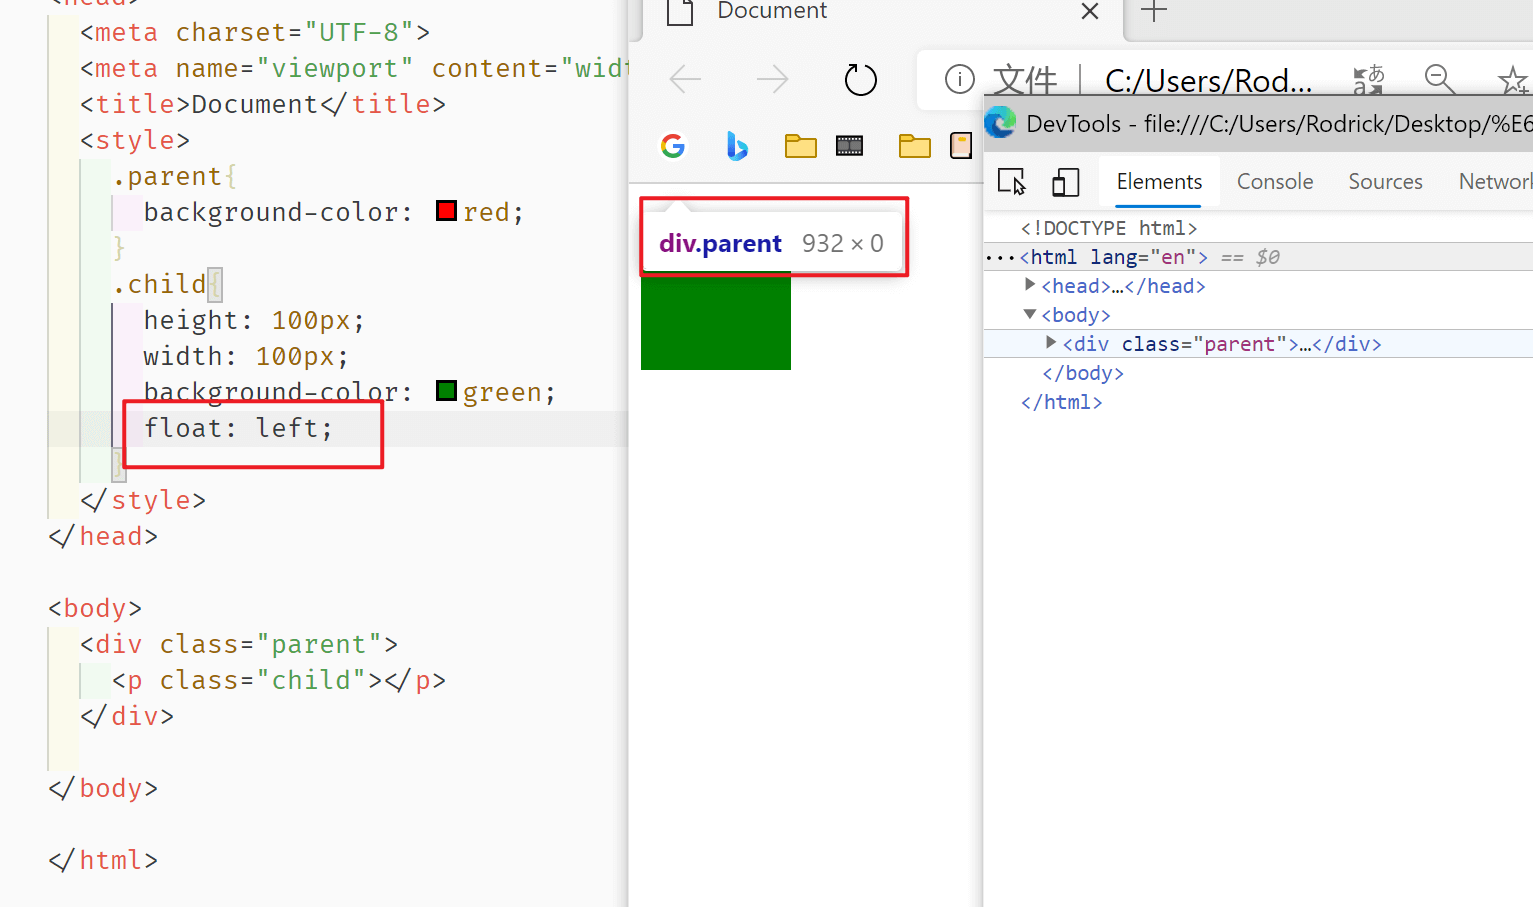 <head>
<meta charset="UTF-8">
<meta name="viewport" content="widt
<title>Document</title>
<style>
.parent{
background-color: red;
}
.child{
height: 100px;
width: 100px;
background-color: green;
float: left;
}
</style>
</head>
<body>
<div class="parent">
<p class="child"></p>
</div>
</body>
</html>
Document
文件 | C:/Users/Rod...
div.parent 932 × 0
DevTools - file:///C:/Users/Rodrick/Desktop/%E6
Elements Console Sources Network
<!DOCTYPE html>
···<html lang="en"> == $0
<head>…</head>
<body>
<div class="parent">…</div>
</body>
</html>